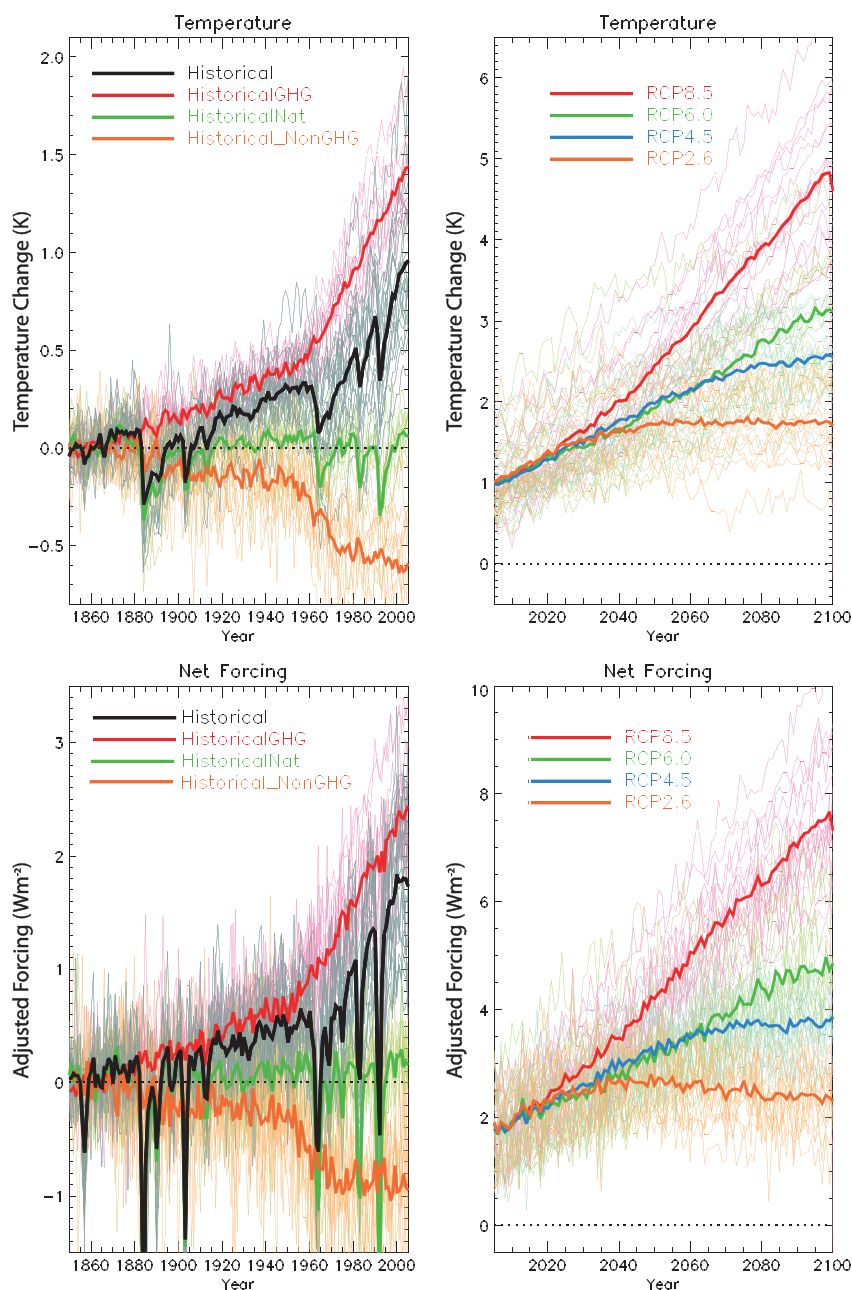 Temperature
Temperature Change (K)
2.0
1.5
1.0
0.5
0.0
−0.5
Historical
HistoricalGHG
HistoricalNat
Historical_NonGHG
1860 1880 1900 1920 1940 1960 1980 2000
Year
Temperature
Temperature Change (K)
6
5
4
3
2
1
0
RCP8.5
RCP6.0
RCP4.5
RCP2.6
2020 2040 2060 2080 2100
Year
Net Forcing
Adjusted Forcing (Wm⁻²)
3
2
1
0
−1
Historical
HistoricalGHG
HistoricalNat
Historical_NonGHG
1860 1880 1900 1920 1940 1960 1980 2000
Year
Net Forcing
Adjusted Forcing (Wm⁻²)
10
8
6
4
2
0
RCP8.5
RCP6.0
RCP4.5
RCP2.6
2020 2040 2060 2080 2100
Year